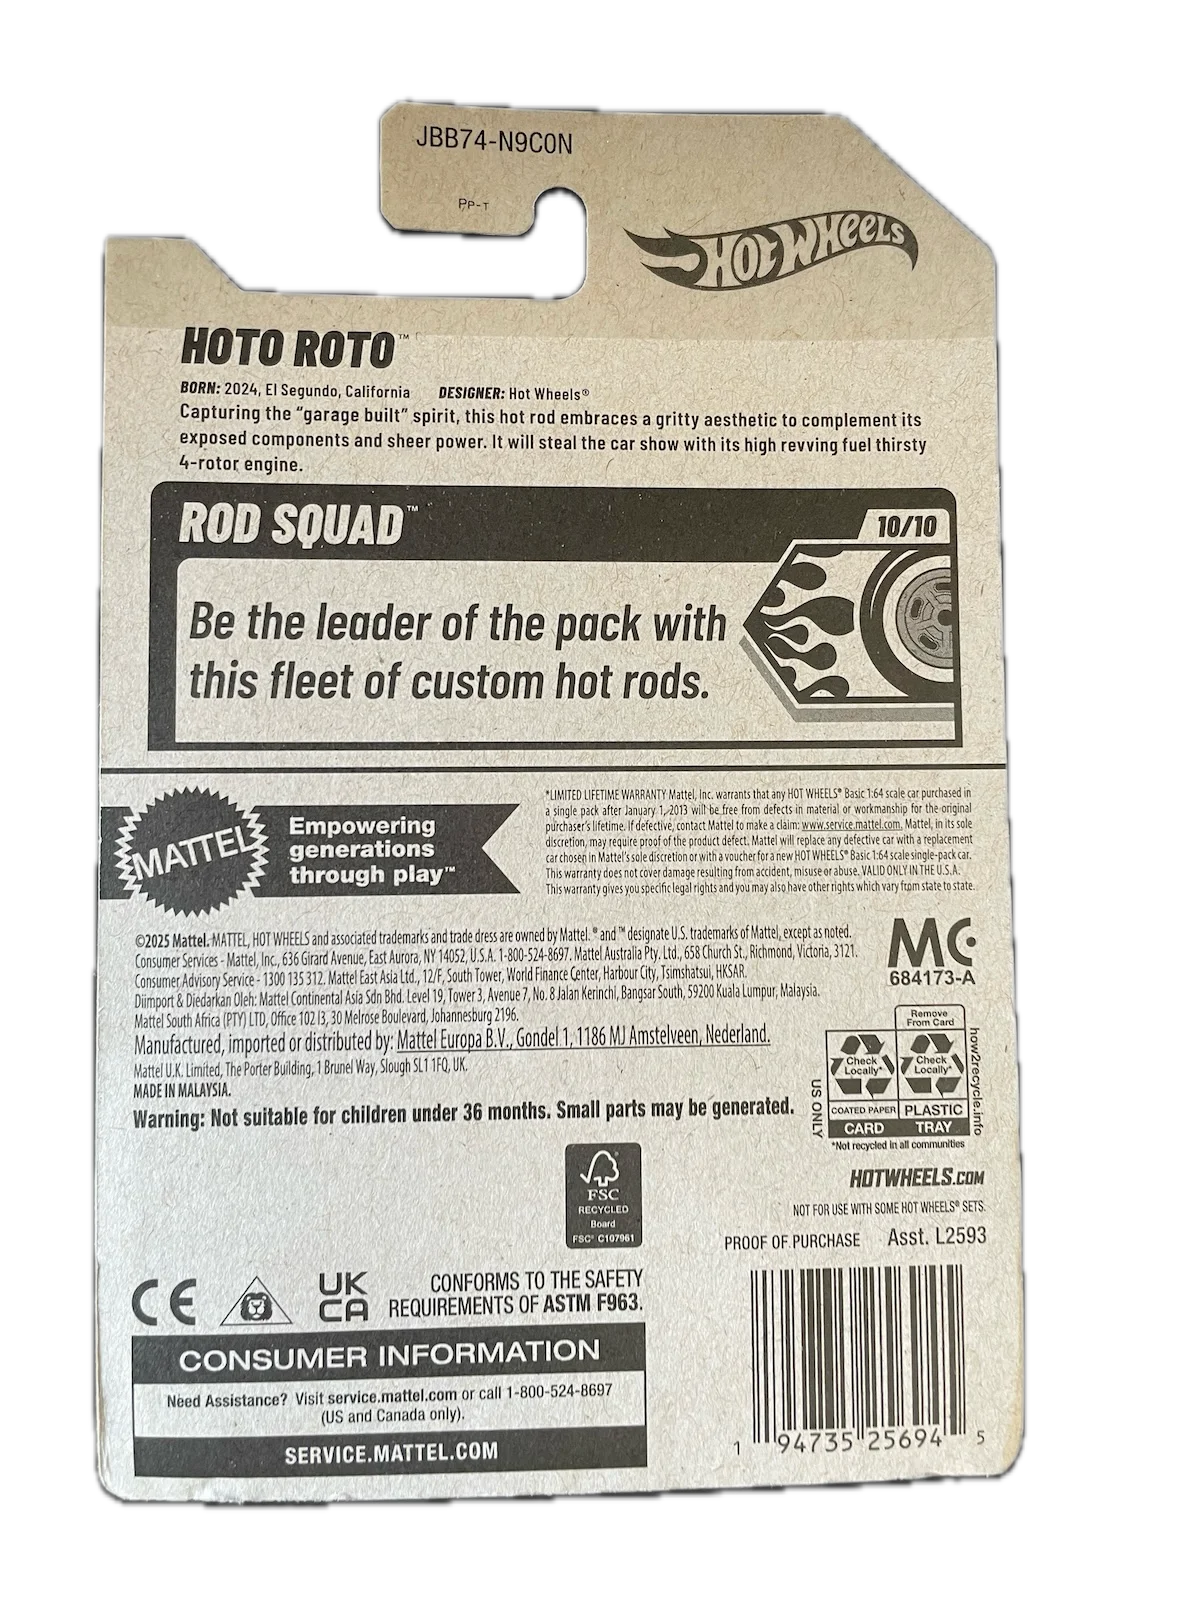 JBB74-N9C0N
PP-T
HOT WHEELS
HOTO ROTO™
BORN: 2024, El Segundo, California DESIGNER: Hot Wheels®
Capturing the “garage built” spirit, this hot rod embraces a gritty aesthetic to complement its
exposed components and sheer power. It will steal the car show with its high revving fuel thirsty
4-rotor engine.
ROD SQUAD™
10/10
Be the leader of the pack with
this fleet of custom hot rods.
MATTEL
Empowering
generations
through play™
*LIMITED LIFETIME WARRANTY Mattel, Inc. warrants that any HOT WHEELS® Basic 1:64 scale car purchased in
a single pack after January 1, 2013 will be free from defects in material or workmanship for the original
purchaser's lifetime. If defective, contact Mattel to make a claim: www.service.mattel.com. Mattel, in its sole
discretion, may require proof of the product defect. Mattel will replace any defective car with a replacement
car chosen in Mattel's sole discretion or with a voucher for a new HOT WHEELS® Basic 1:64 scale single-pack car.
This warranty does not cover damage resulting from accident, misuse or abuse. VALID ONLY IN THE U.S.A.
This warranty gives you specific legal rights and you may also have other rights which vary from state to state.
©2025 Mattel. MATTEL, HOT WHEELS and associated trademarks and trade dress are owned by Mattel. ® and ™ designate U.S. trademarks of Mattel, except as noted.
Consumer Services - Mattel, Inc., 636 Girard Avenue, East Aurora, NY 14052, U.S.A. 1-800-524-8697. Mattel Australia Pty. Ltd., 658 Church St., Richmond, Victoria, 3121.
Consumer Advisory Service - 1300 135 312. Mattel East Asia Ltd., 12/F, South Tower, World Finance Center, Harbour City, Tsimshatsui, HKSAR.
Diimport & Diedarkan Oleh: Mattel Continental Asia Sdn Bhd. Level 19, Tower 3, Avenue 7, No. 8 Jalan Kerinchi, Bangsar South, 59200 Kuala Lumpur, Malaysia.
Mattel South Africa (PTY) LTD, Office 102 I3, 30 Melrose Boulevard, Johannesburg 2196.
Manufactured, imported or distributed by: Mattel Europa B.V., Gondel 1, 1186 MJ Amstelveen, Nederland.
Mattel U.K. Limited, The Porter Building, 1 Brunel Way, Slough SL1 1FQ, UK.
MADE IN MALAYSIA.
Warning: Not suitable for children under 36 months. Small parts may be generated.
MC
684173-A
US ONLY
Remove
From Card
Check
Locally*
Check
Locally*
COATED PAPER
PLASTIC
CARD
TRAY
how2recycle.info
*Not recycled in all communities
FSC
RECYCLED
Board
FSC® C107961
HOTWHEELS.COM
NOT FOR USE WITH SOME HOT WHEELS® SETS.
PROOF OF PURCHASE Asst. L2593
CE
UK
CA
CONFORMS TO THE SAFETY
REQUIREMENTS OF ASTM F963.
CONSUMER INFORMATION
Need Assistance? Visit service.mattel.com or call 1-800-524-8697
(US and Canada only).
SERVICE.MATTEL.COM
1 94735 25694 5